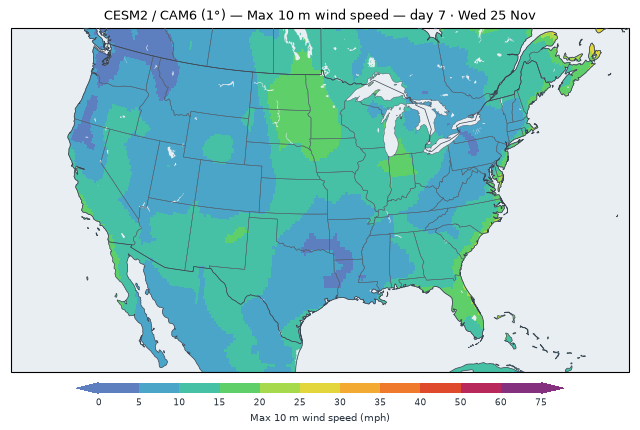 CESM2 / CAM6 (1°) — Max 10 m wind speed — day 7 · Wed 25 Nov
0 5 10 15 20 25 30 35 40 50 60 75
Max 10 m wind speed (mph)